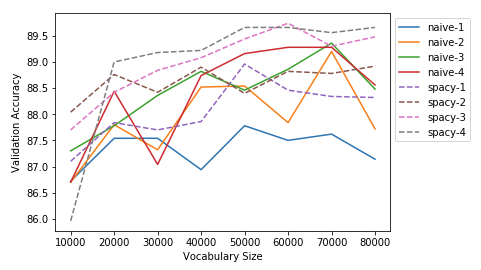 Validation Accuracy
89.5
89.0
88.5
88.0
87.5
87.0
86.5
86.0
10000 20000 30000 40000 50000 60000 70000 80000
Vocabulary Size
naive-1
naive-2
naive-3
naive-4
spacy-1
spacy-2
spacy-3
spacy-4